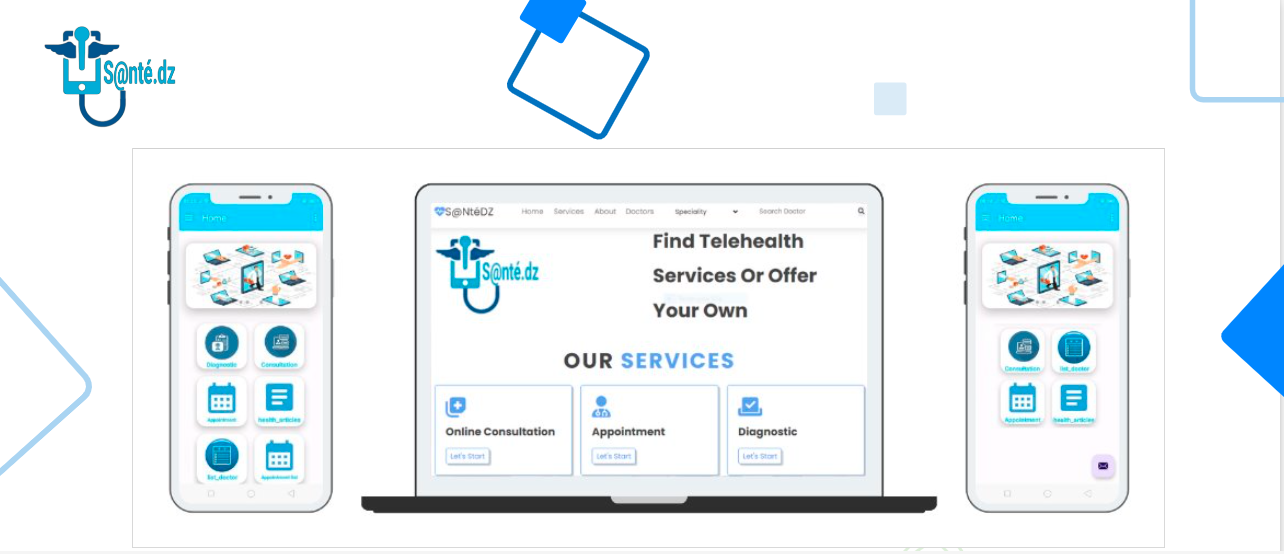 S@nté.dz
Home
Diagnostic
Consultation
Appointment
health_articles
list_doctor
Appointment list
S@NtéDZ Home Services About Doctors Speciality Search Doctor
S@nté.dz
Find Telehealth
Services Or Offer
Your Own
OUR SERVICES
Online Consultation
Let's Start
Appointment
Let's Start
Diagnostic
Let's Start
Home
Consultation
list_doctor
Appointment
health_articles